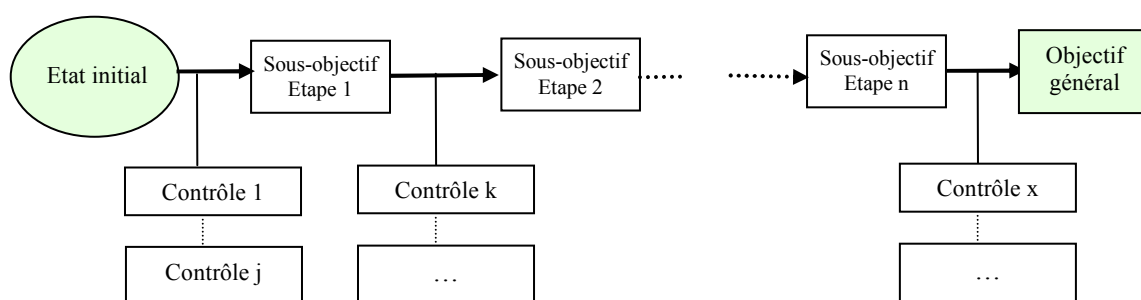 Etat initial
Sous-objectif
Etape 1
Sous-objectif
Etape 2
Sous-objectif
Etape n
Objectif
général
Contrôle 1
Contrôle k
Contrôle x
Contrôle j
…
…